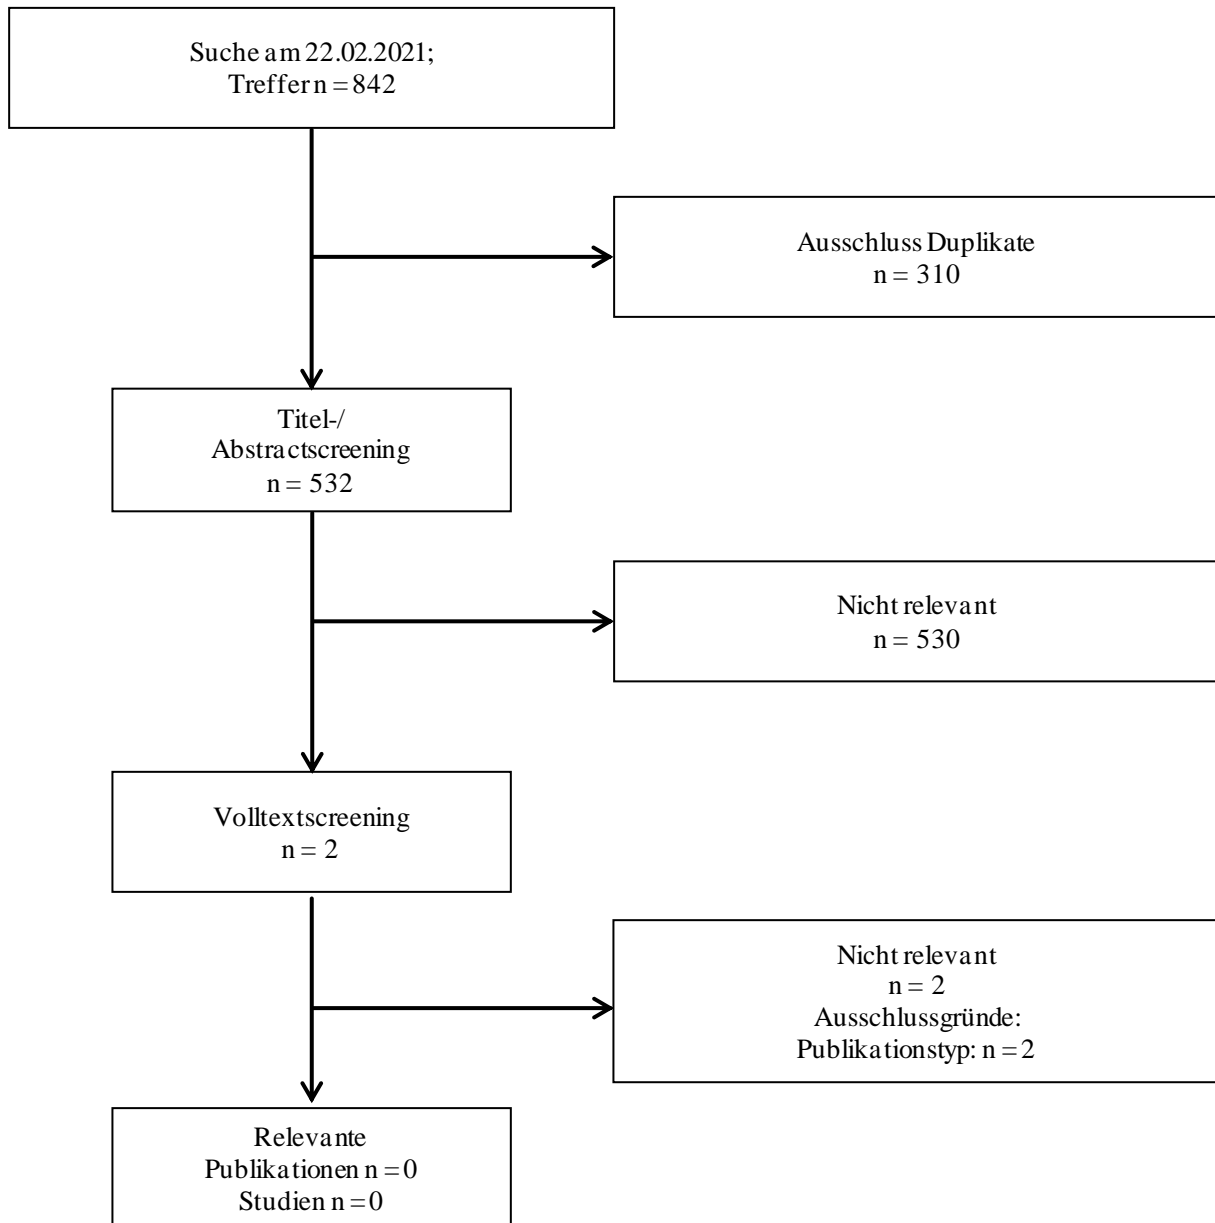 Suche am 22.02.2021;
Treffer n = 842
Ausschluss Duplikate
n = 310
Titel-/
Abstractscreening
n = 532
Nicht relevant
n = 530
Volltextscreening
n = 2
Nicht relevant
n = 2
Ausschlussgründe:
Publikationstyp: n = 2
Relevante
Publikationen n = 0
Studien n = 0